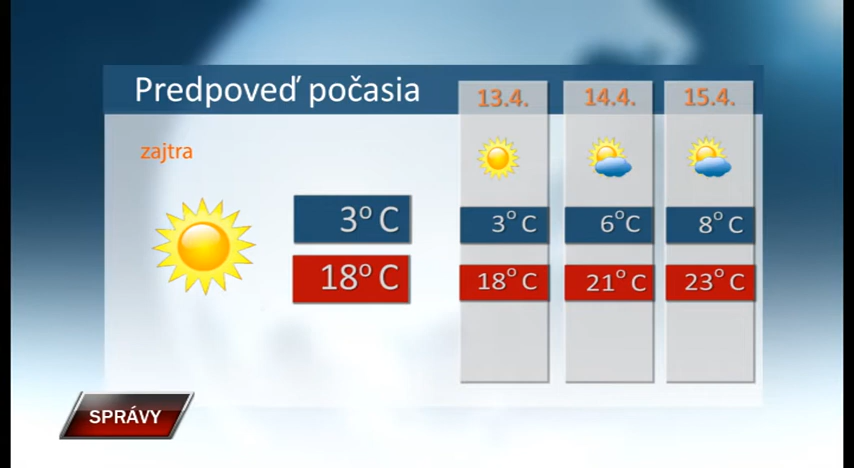 Predpoveď počasia
zajtra
3° C
18° C
13.4. 14.4. 15.4.
3° C 6°C 8° C
18° C 21° C 23° C
SPRÁVY